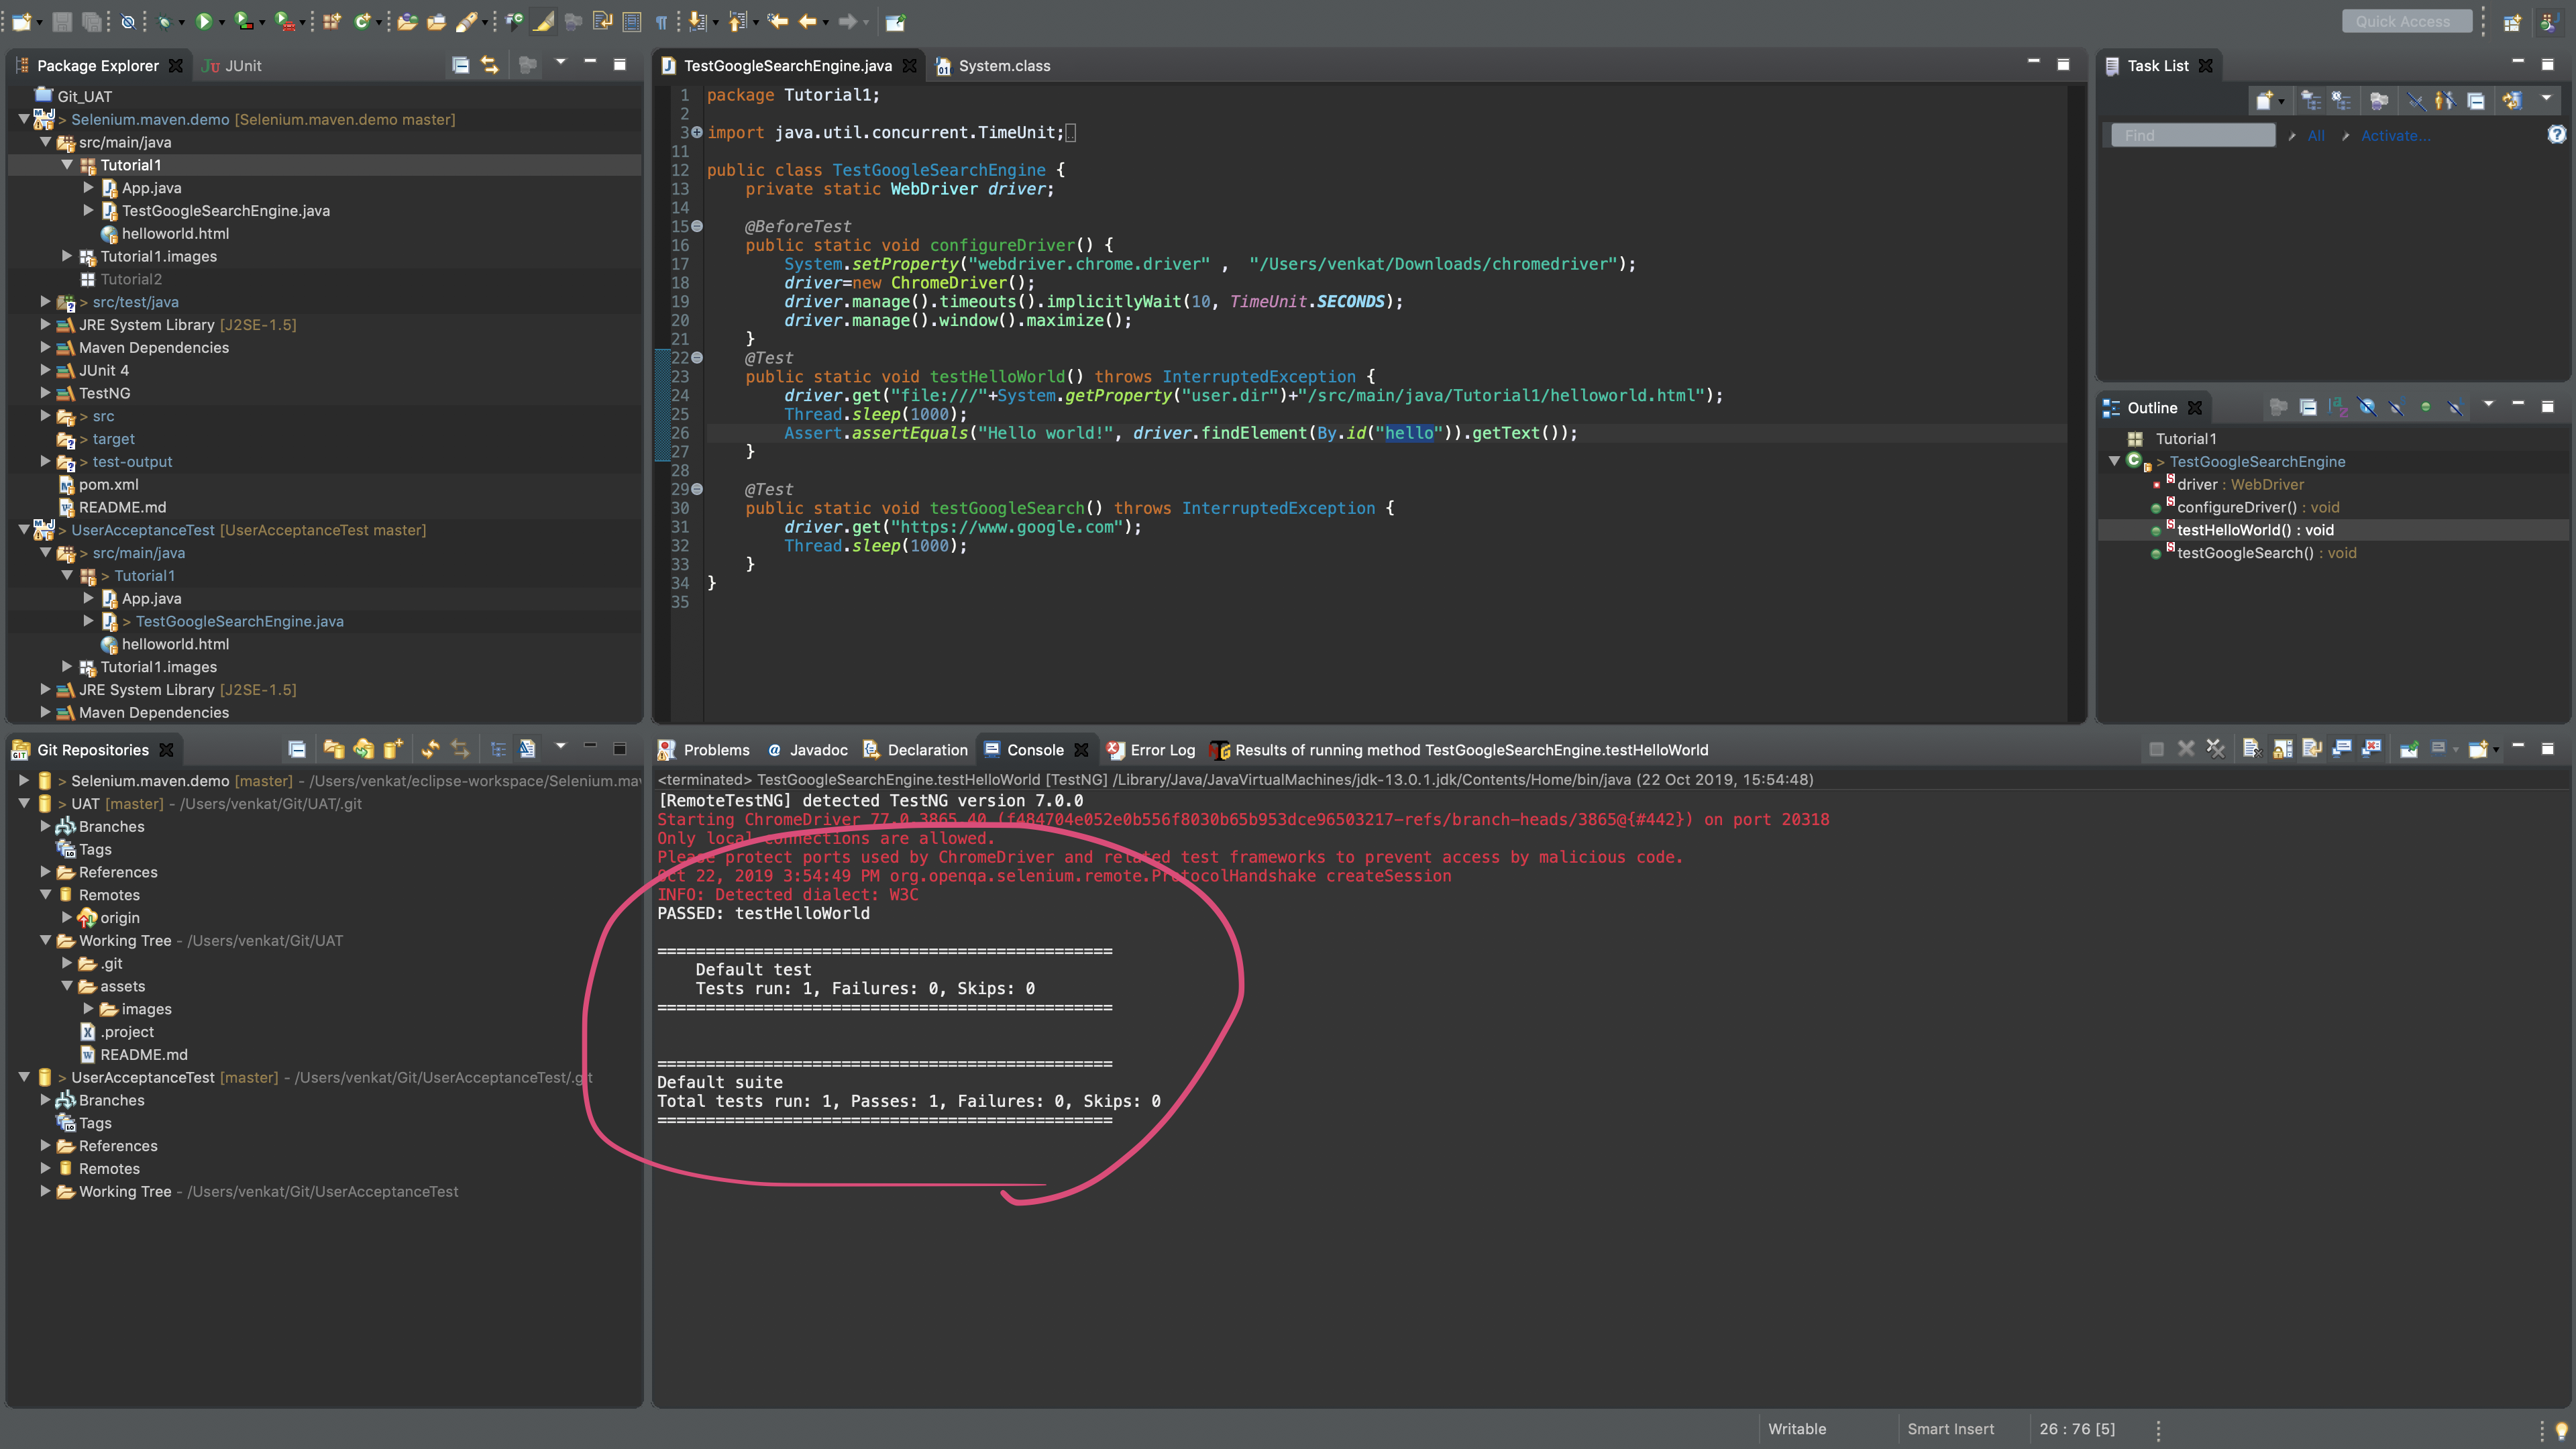 Quick Access
Package Explorer
JUnit
Git_UAT
> Selenium.maven.demo [Selenium.maven.demo master]
src/main/java
Tutorial1
App.java
TestGoogleSearchEngine.java
helloworld.html
Tutorial1.images
Tutorial2
> src/test/java
JRE System Library [J2SE-1.5]
Maven Dependencies
JUnit 4
TestNG
> src
> target
> test-output
pom.xml
README.md
> UserAcceptanceTest [UserAcceptanceTest master]
> src/main/java
> Tutorial1
App.java
> TestGoogleSearchEngine.java
helloworld.html
Tutorial1.images
JRE System Library [J2SE-1.5]
Maven Dependencies
TestGoogleSearchEngine.java
System.class
1 package Tutorial1;
2
3 import java.util.concurrent.TimeUnit;
11
12 public class TestGoogleSearchEngine {
13 private static WebDriver driver;
14
15 @BeforeTest
16 public static void configureDriver() {
17 System.setProperty("webdriver.chrome.driver" , "/Users/venkat/Downloads/chromedriver");
18 driver=new ChromeDriver();
19 driver.manage().timeouts().implicitlyWait(10, TimeUnit.SECONDS);
20 driver.manage().window().maximize();
21 }
22 @Test
23 public static void testHelloWorld() throws InterruptedException {
24 driver.get("file:///"+System.getProperty("user.dir")+"/src/main/java/Tutorial1/helloworld.html");
25 Thread.sleep(1000);
26 Assert.assertEquals("Hello world!", driver.findElement(By.id("hello")).getText());
27 }
28
29 @Test
30 public static void testGoogleSearch() throws InterruptedException {
31 driver.get("https://www.google.com");
32 Thread.sleep(1000);
33 }
34 }
35
Task List
Find
All
Activate...
Outline
Tutorial1
> TestGoogleSearchEngine
driver : WebDriver
configureDriver() : void
testHelloWorld() : void
testGoogleSearch() : void
Git Repositories
> Selenium.maven.demo [master] - /Users/venkat/eclipse-workspace/Selenium.mav
> UAT [master] - /Users/venkat/Git/UAT/.git
Branches
Tags
References
Remotes
origin
Working Tree - /Users/venkat/Git/UAT
.git
assets
images
.project
README.md
> UserAcceptanceTest [master] - /Users/venkat/Git/UserAcceptanceTest/.git
Branches
Tags
References
Remotes
Working Tree - /Users/venkat/Git/UserAcceptanceTest
Problems
Javadoc
Declaration
Console
Error Log
Results of running method TestGoogleSearchEngine.testHelloWorld
<terminated> TestGoogleSearchEngine.testHelloWorld [TestNG] /Library/Java/JavaVirtualMachines/jdk-13.0.1.jdk/Contents/Home/bin/java (22 Oct 2019, 15:54:48)
[RemoteTestNG] detected TestNG version 7.0.0
Starting ChromeDriver 77.0.3865.40 (f484704e052e0b556f8030b65b953dce96503217-refs/branch-heads/3865@{#442}) on port 20318
Only local connections are allowed.
Please protect ports used by ChromeDriver and related test frameworks to prevent access by malicious code.
Oct 22, 2019 3:54:49 PM org.openqa.selenium.remote.ProtocolHandshake createSession
INFO: Detected dialect: W3C
PASSED: testHelloWorld
===============================================
Default test
Tests run: 1, Failures: 0, Skips: 0
===============================================
===============================================
Default suite
Total tests run: 1, Passes: 1, Failures: 0, Skips: 0
===============================================
Writable
Smart Insert
26 : 76 [5]